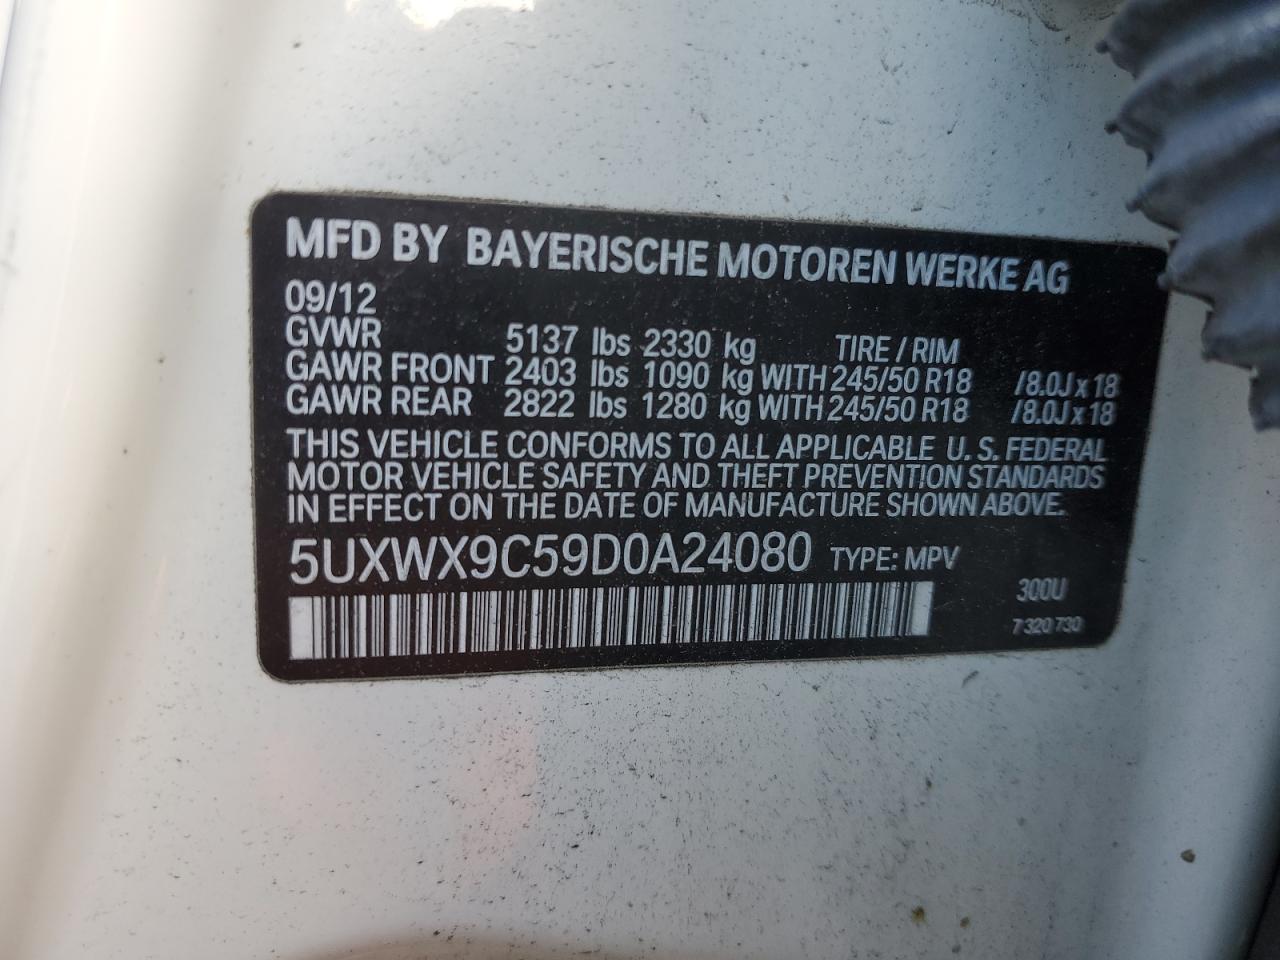 MFD BY BAYERISCHE MOTOREN WERKE AG
09/12
GVWR 5137 lbs 2330 kg TIRE / RIM
GAWR FRONT 2403 lbs 1090 kg WITH 245/50 R18 /8.0J x 18
GAWR REAR 2822 lbs 1280 kg WITH 245/50 R18 /8.0J x 18
THIS VEHICLE CONFORMS TO ALL APPLICABLE U.S. FEDERAL
MOTOR VEHICLE SAFETY AND THEFT PREVENTION STANDARDS
IN EFFECT ON THE DATE OF MANUFACTURE SHOWN ABOVE.
5UXWX9C59D0A24080 TYPE: MPV
300U
7 320 730